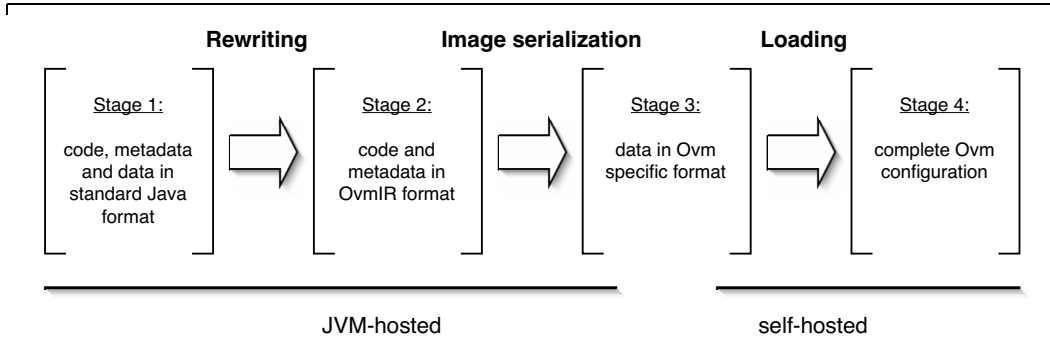 Rewriting Image serialization Loading
Stage 1:
code, metadata
and data in
standard Java
format
Stage 2:
code and
metadata in
OvmIR format
Stage 3:
data in Ovm
specific format
Stage 4:
complete Ovm
configuration
JVM-hosted self-hosted